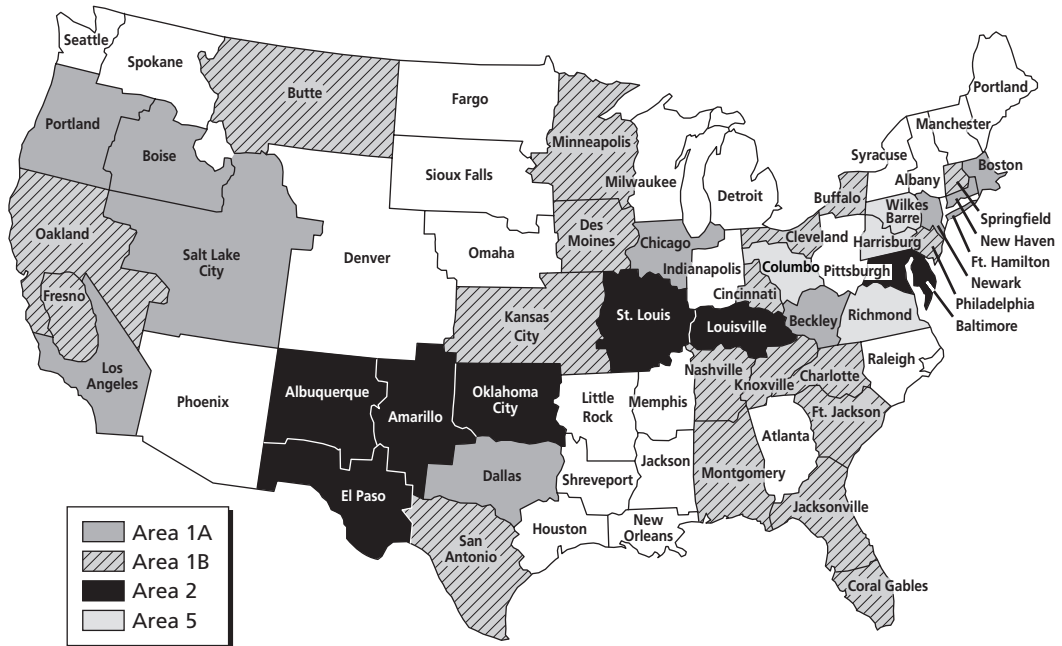 Seattle
Spokane
Butte
Fargo
Portland
Portland
Minneapolis
Manchester
Boise
Syracuse
Boston
Sioux Falls
Milwaukee
Albany
Detroit
Buffalo
Wilkes
Barre
Springfield
Oakland
Des
Moines
Cleveland
Harrisburg
New Haven
Salt Lake
City
Omaha
Chicago
Denver
Indianapolis
Columbo
Pittsburgh
Ft. Hamilton
Newark
Fresno
Cincinnati
Philadelphia
Kansas
City
St. Louis
Louisville
Beckley
Richmond
Baltimore
Los
Angeles
Nashville
Knoxville
Charlotte
Raleigh
Phoenix
Albuquerque
Amarillo
Oklahoma
City
Little
Rock
Memphis
Ft. Jackson
Atlanta
Dallas
Shreveport
Jackson
Montgomery
El Paso
Jacksonville
San
Antonio
Houston
New
Orleans
Coral Gables
Area 1A
Area 1B
Area 2
Area 5